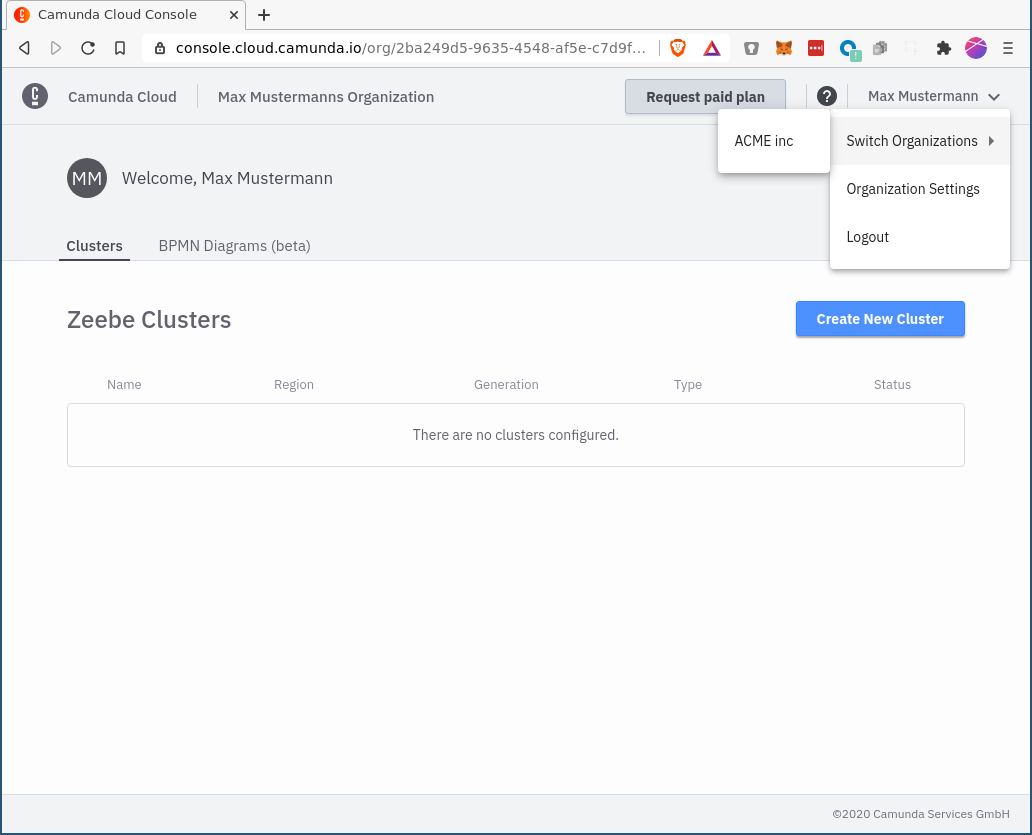 Camunda Cloud Console
console.cloud.camunda.io/org/2ba249d5-9635-4548-af5e-c7d9f...
Camunda Cloud
Max Mustermanns Organization
Request paid plan
?
Max Mustermann
ACME inc
Switch Organizations
Organization Settings
Logout
MM
Welcome, Max Mustermann
Clusters
BPMN Diagrams (beta)
Zeebe Clusters
Create New Cluster
Name Region Generation Type Status
There are no clusters configured.
©2020 Camunda Services GmbH